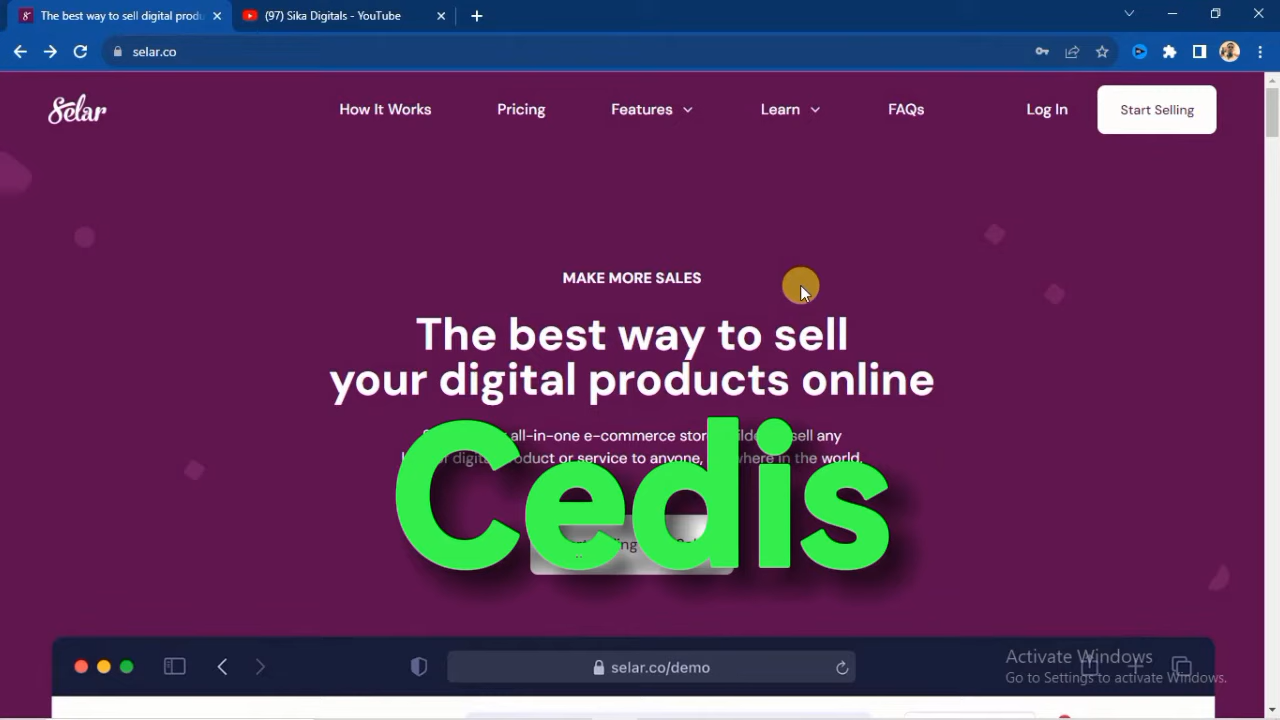 The best way to sell digital produ
(97) Sika Digitals - YouTube
selar.co
Selar
How It Works
Pricing
Features
Learn
FAQs
Log In
Start Selling
MAKE MORE SALES
The best way to sell
your digital products online
all-in-one e-commerce sell any
or service to anyone, in the world.
Cedis
selar.co/demo
Activate Windows
Go to Settings to activate Windows.